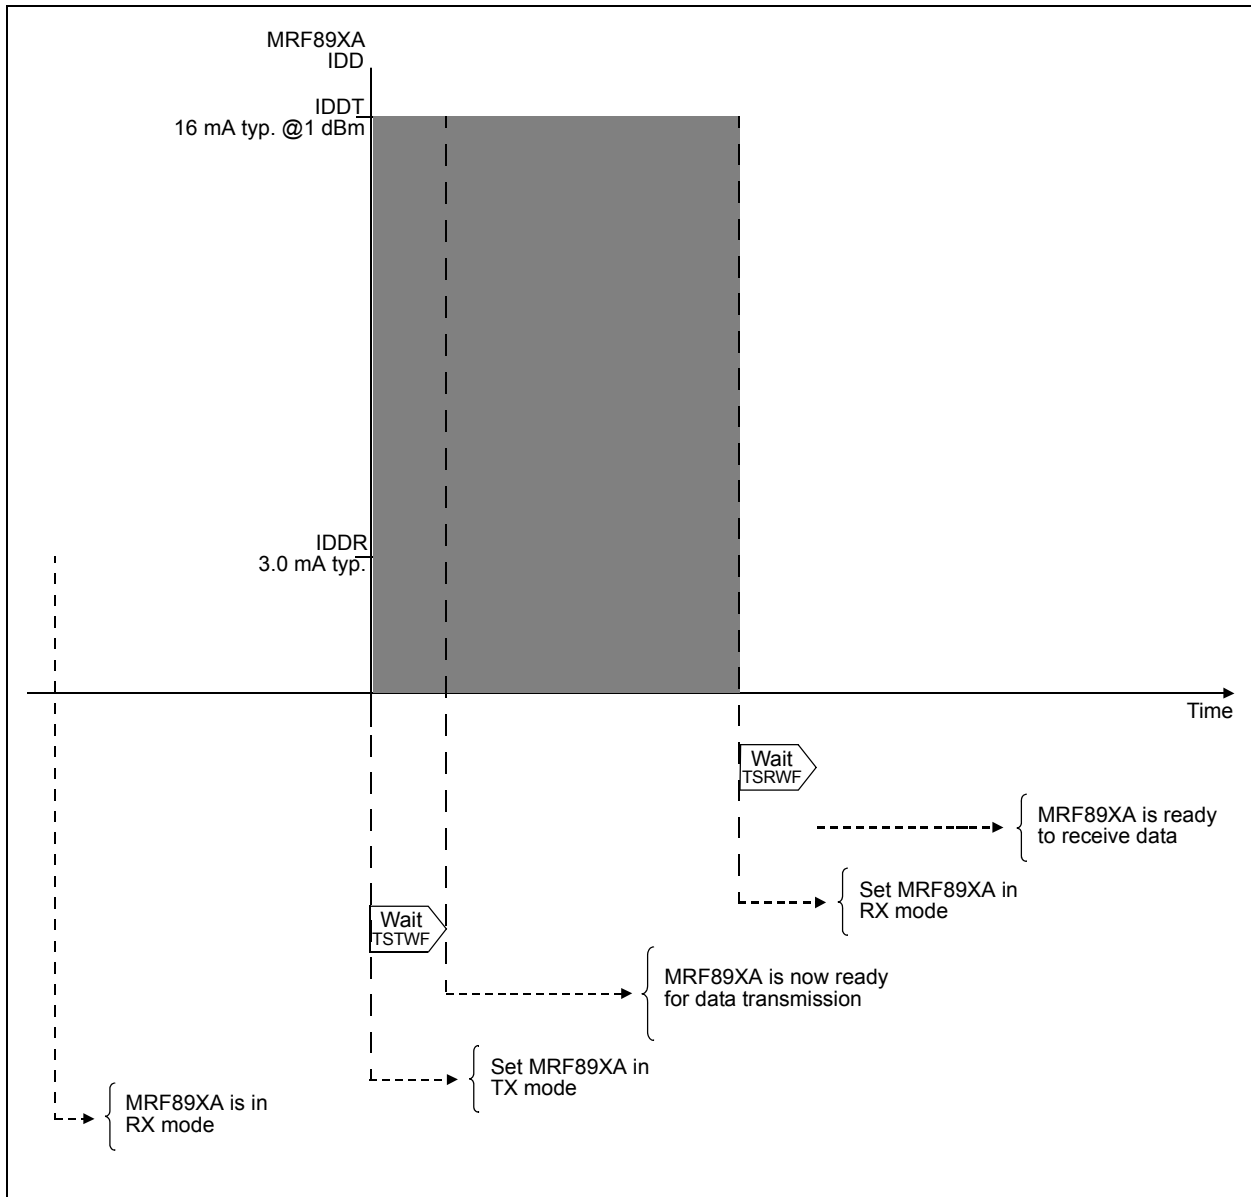 MRF89XA
IDD
IDDT
16 mA typ. @1 dBm
IDDR
3.0 mA typ.
Time
Wait
TSRWF
MRF89XA is ready
to receive data
Set MRF89XA in
RX mode
Wait
TSTWF
MRF89XA is now ready
for data transmission
Set MRF89XA in
TX mode
MRF89XA is in
RX mode